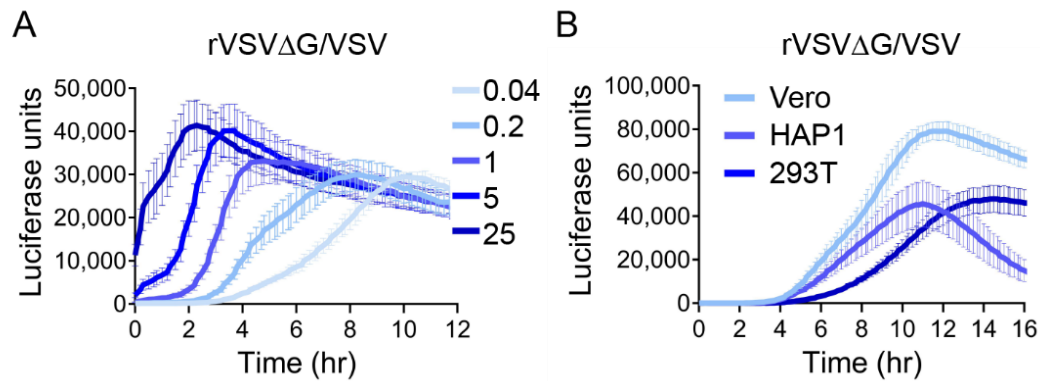 A
rVSVΔG/VSV
Luciferase units
50,000
40,000
30,000
20,000
10,000
0
0 2 4 6 8 10 12
Time (hr)
0.04
0.2
1
5
25
B
rVSVΔG/VSV
Luciferase units
100,000
80,000
60,000
40,000
20,000
0
0 2 4 6 8 10 11 12 14 16
Time (hr)
Vero
HAP1
293T